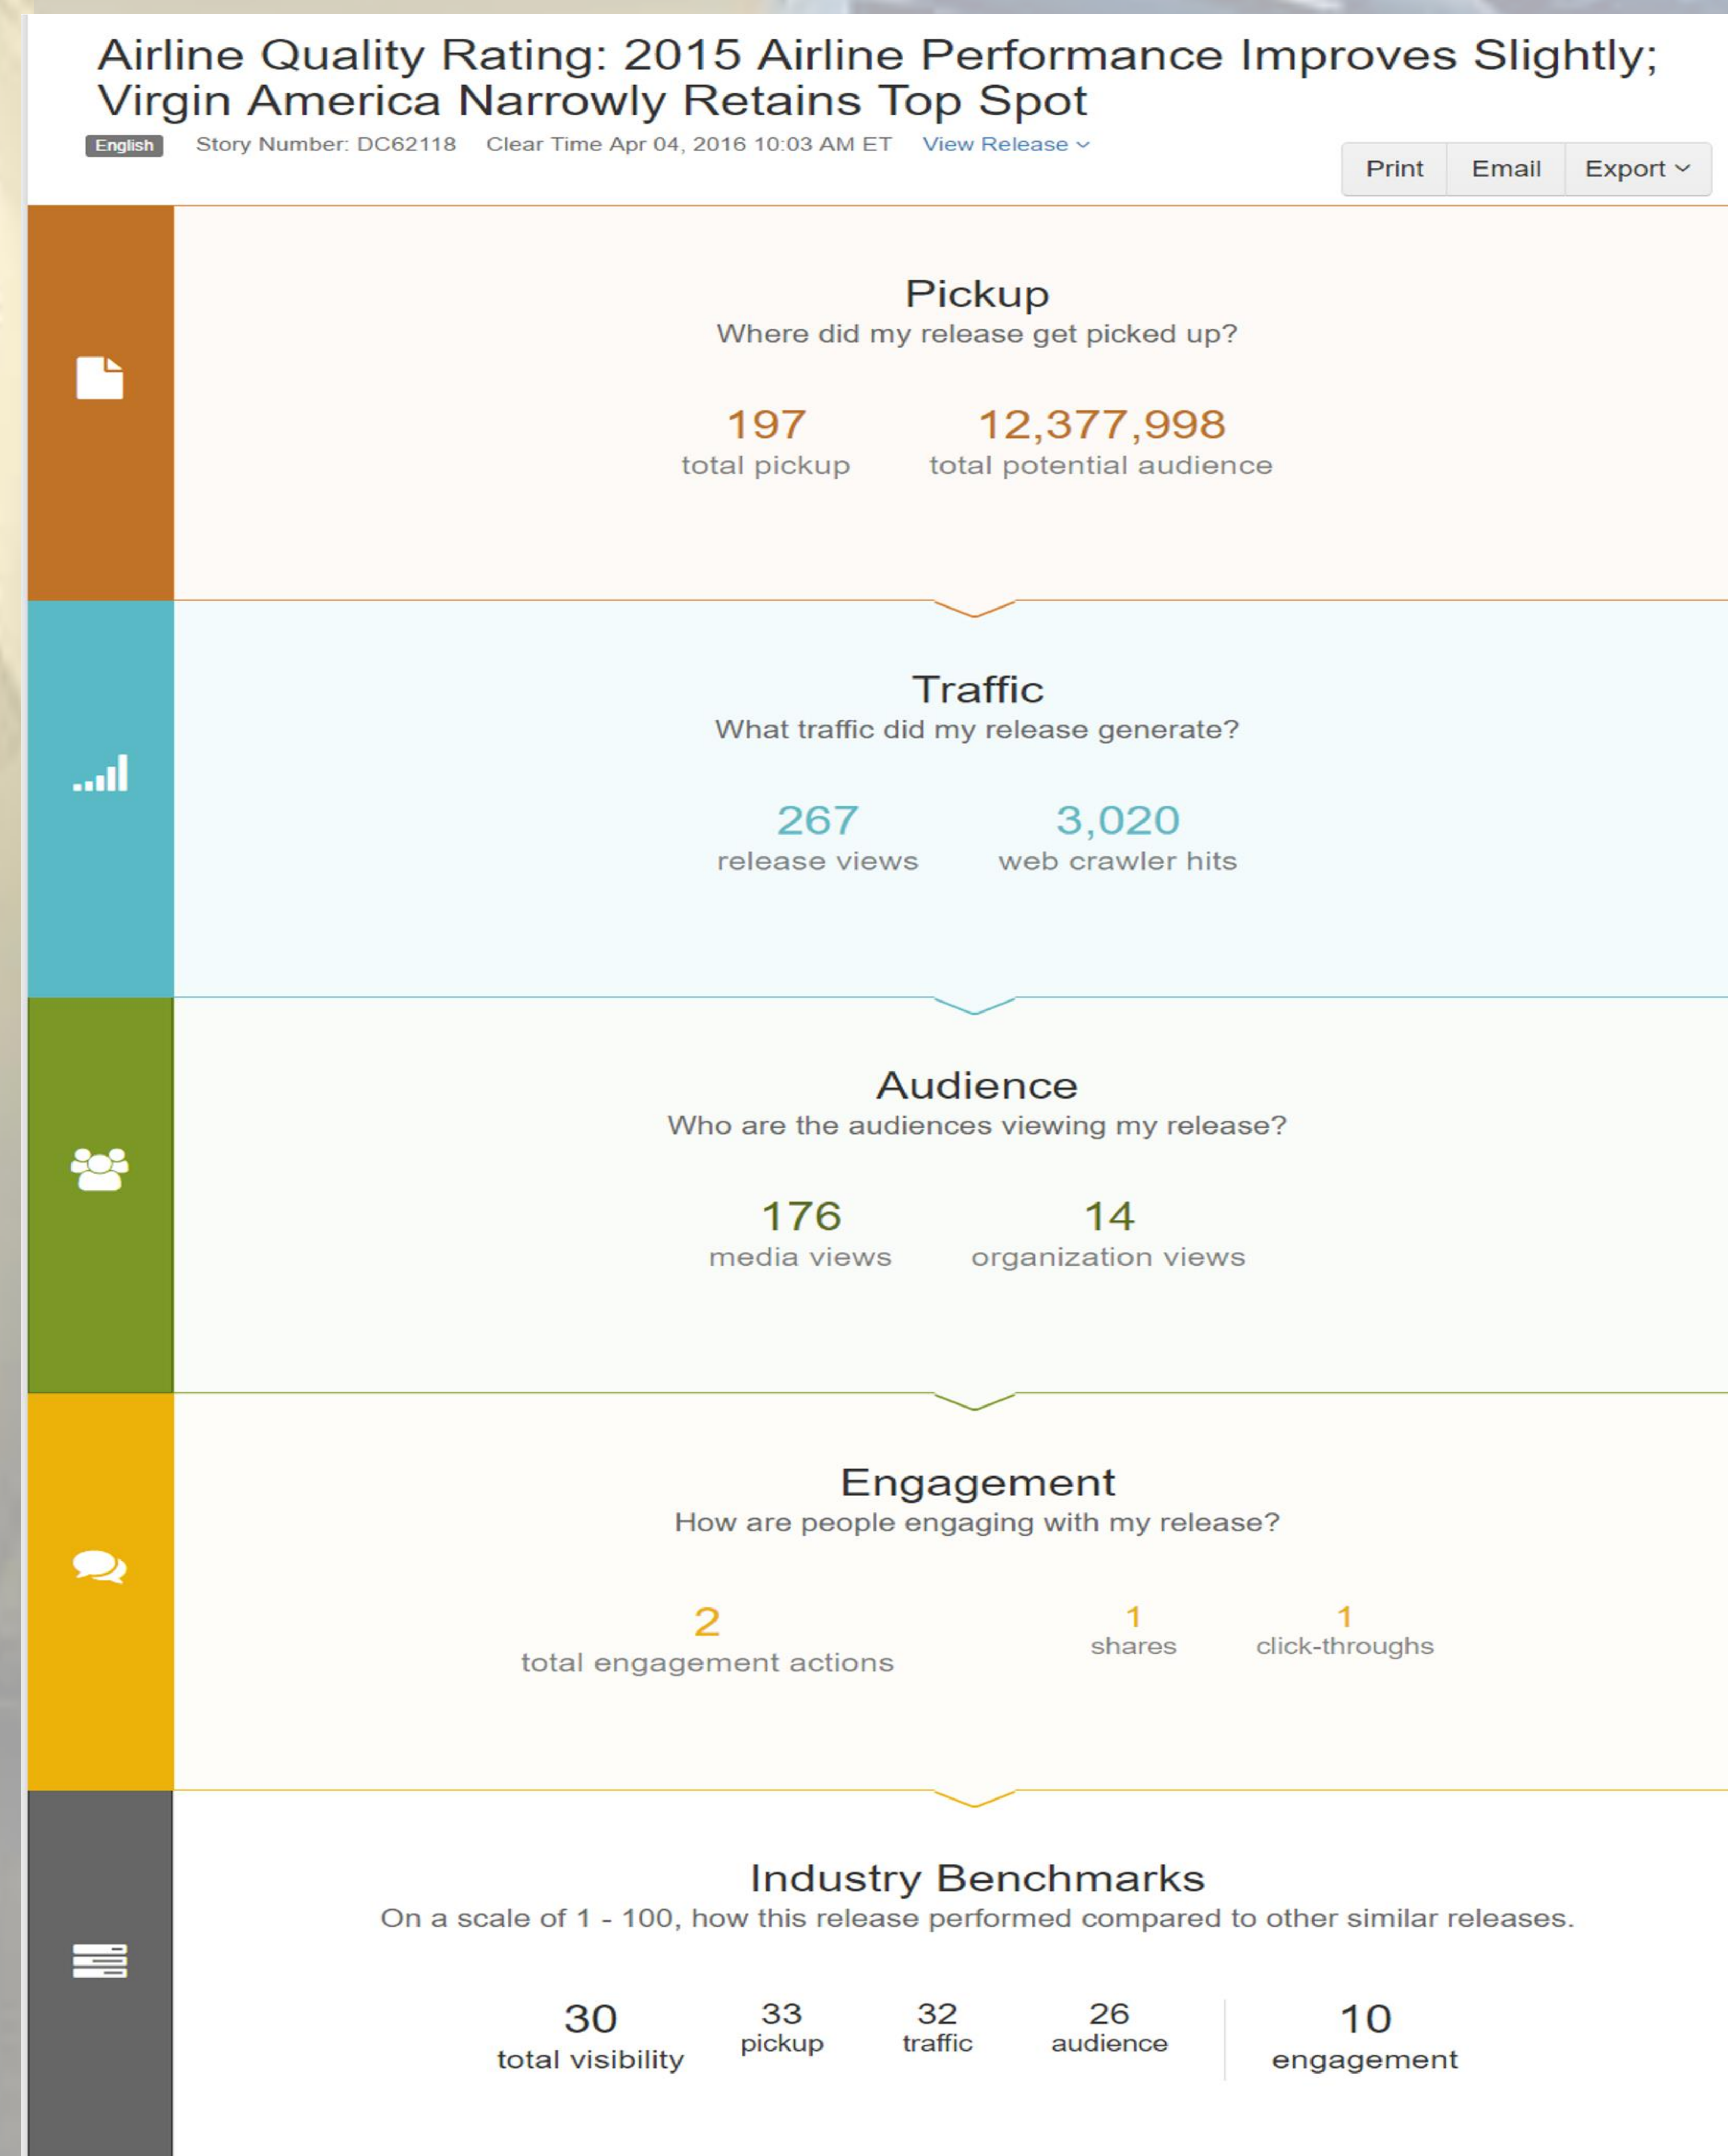 Airline Quality Rating: 2015 Airline Performance Improves Slightly;
Virgin America Narrowly Retains Top Spot
English Story Number: DC62118 Clear Time Apr 04, 2016 10:03 AM ET View Release
Print Email Export
Pickup
Where did my release get picked up?
197 12,377,998
total pickup total potential audience
Traffic
What traffic did my release generate?
267 3,020
release views web crawler hits
Audience
Who are the audiences viewing my release?
176 14
media views organization views
Engagement
How are people engaging with my release?
2 1 1
total engagement actions shares click-throughs
Industry Benchmarks
On a scale of 1 - 100, how this release performed compared to other similar releases.
30 33 32 26 10
total visibility pickup traffic audience engagement